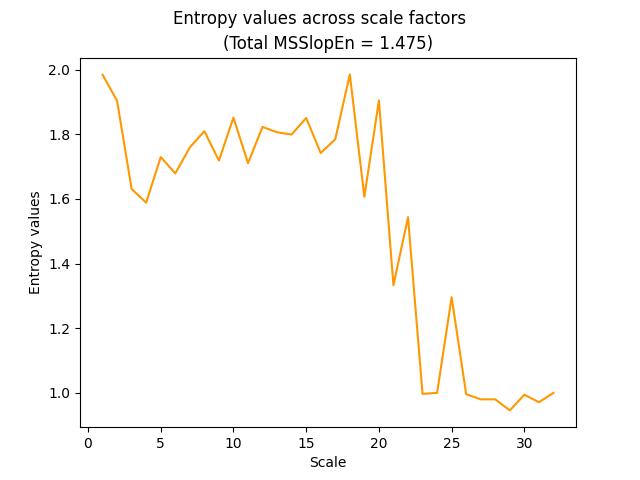 Entropy values across scale factors
(Total MSSlopEn = 1.475)
2.0
1.8
1.6
1.4
1.2
1.0
Entropy values
0 5 10 15 20 25 30
Scale